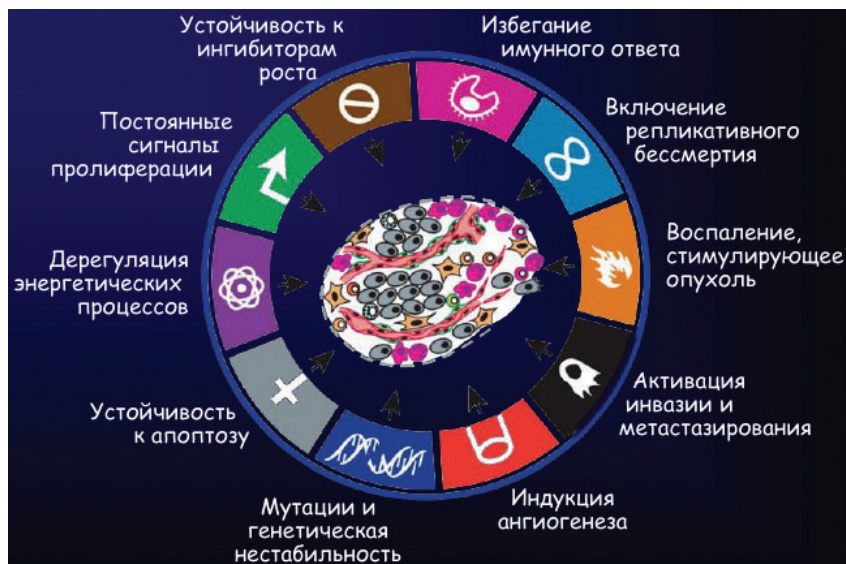 Устойчивость к
ингибиторам
роста
Избегание
имунного ответа
Включение
репликативного
бессмертия
Воспаление,
стимулирующее
опухоль
Активация
инвазии и
метастазирования
Индукция
ангиогенеза
Мутации и
генетическая
нестабильность
Устойчивость
к апоптозу
Дерегуляция
энергетических
процессов
Постоянные
сигналы
пролиферации